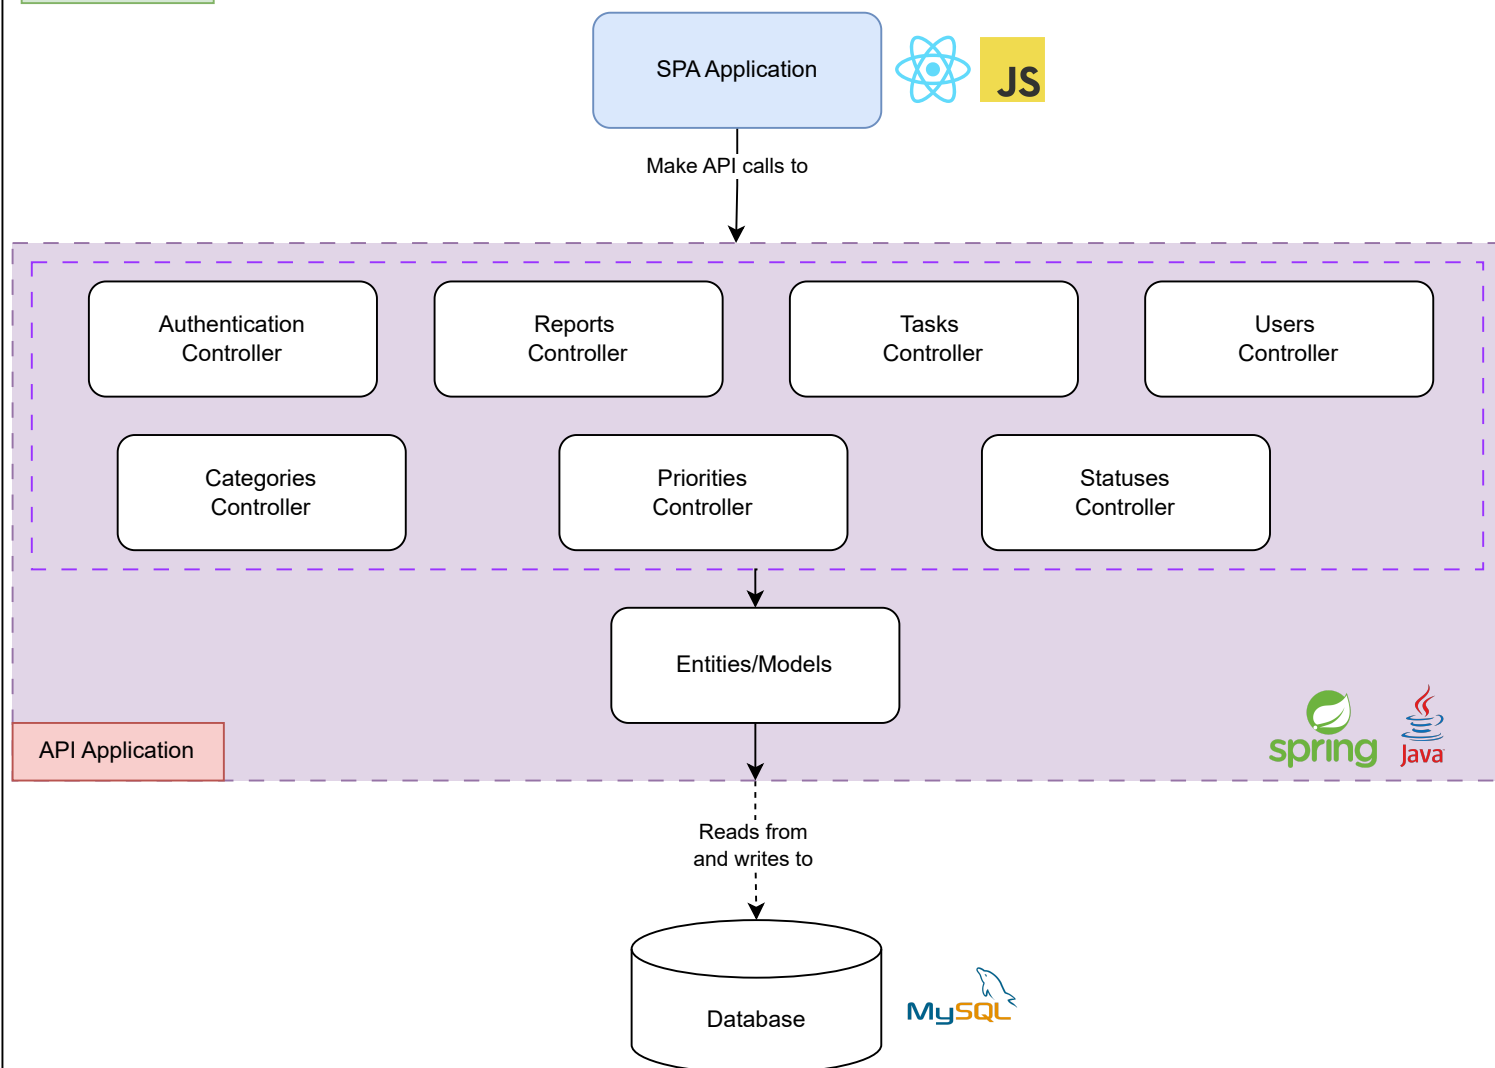 SPA Application
JS
Make API calls to
Authentication
Controller
Reports
Controller
Tasks
Controller
Users
Controller
Categories
Controller
Priorities
Controller
Statuses
Controller
Entities/Models
API Application
spring
Java
Reads from
and writes to
Database
MySQL